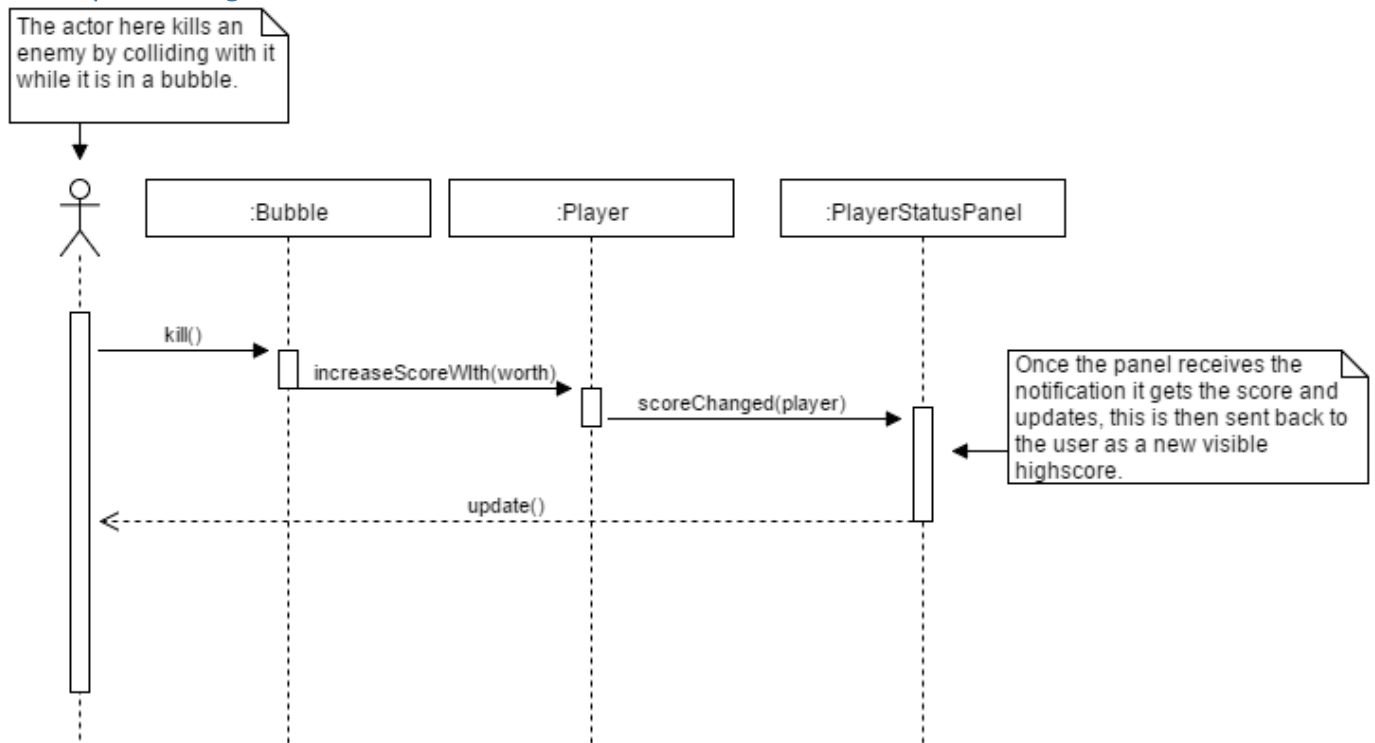 The actor here kills an
enemy by colliding with it
while it is in a bubble.
:Bubble
:Player
:PlayerStatusPanel
kill()
increaseScoreWIth(worth)
scoreChanged(player)
Once the panel receives the
notification it gets the score and
updates, this is then sent back to
the user as a new visible
highscore.
update()